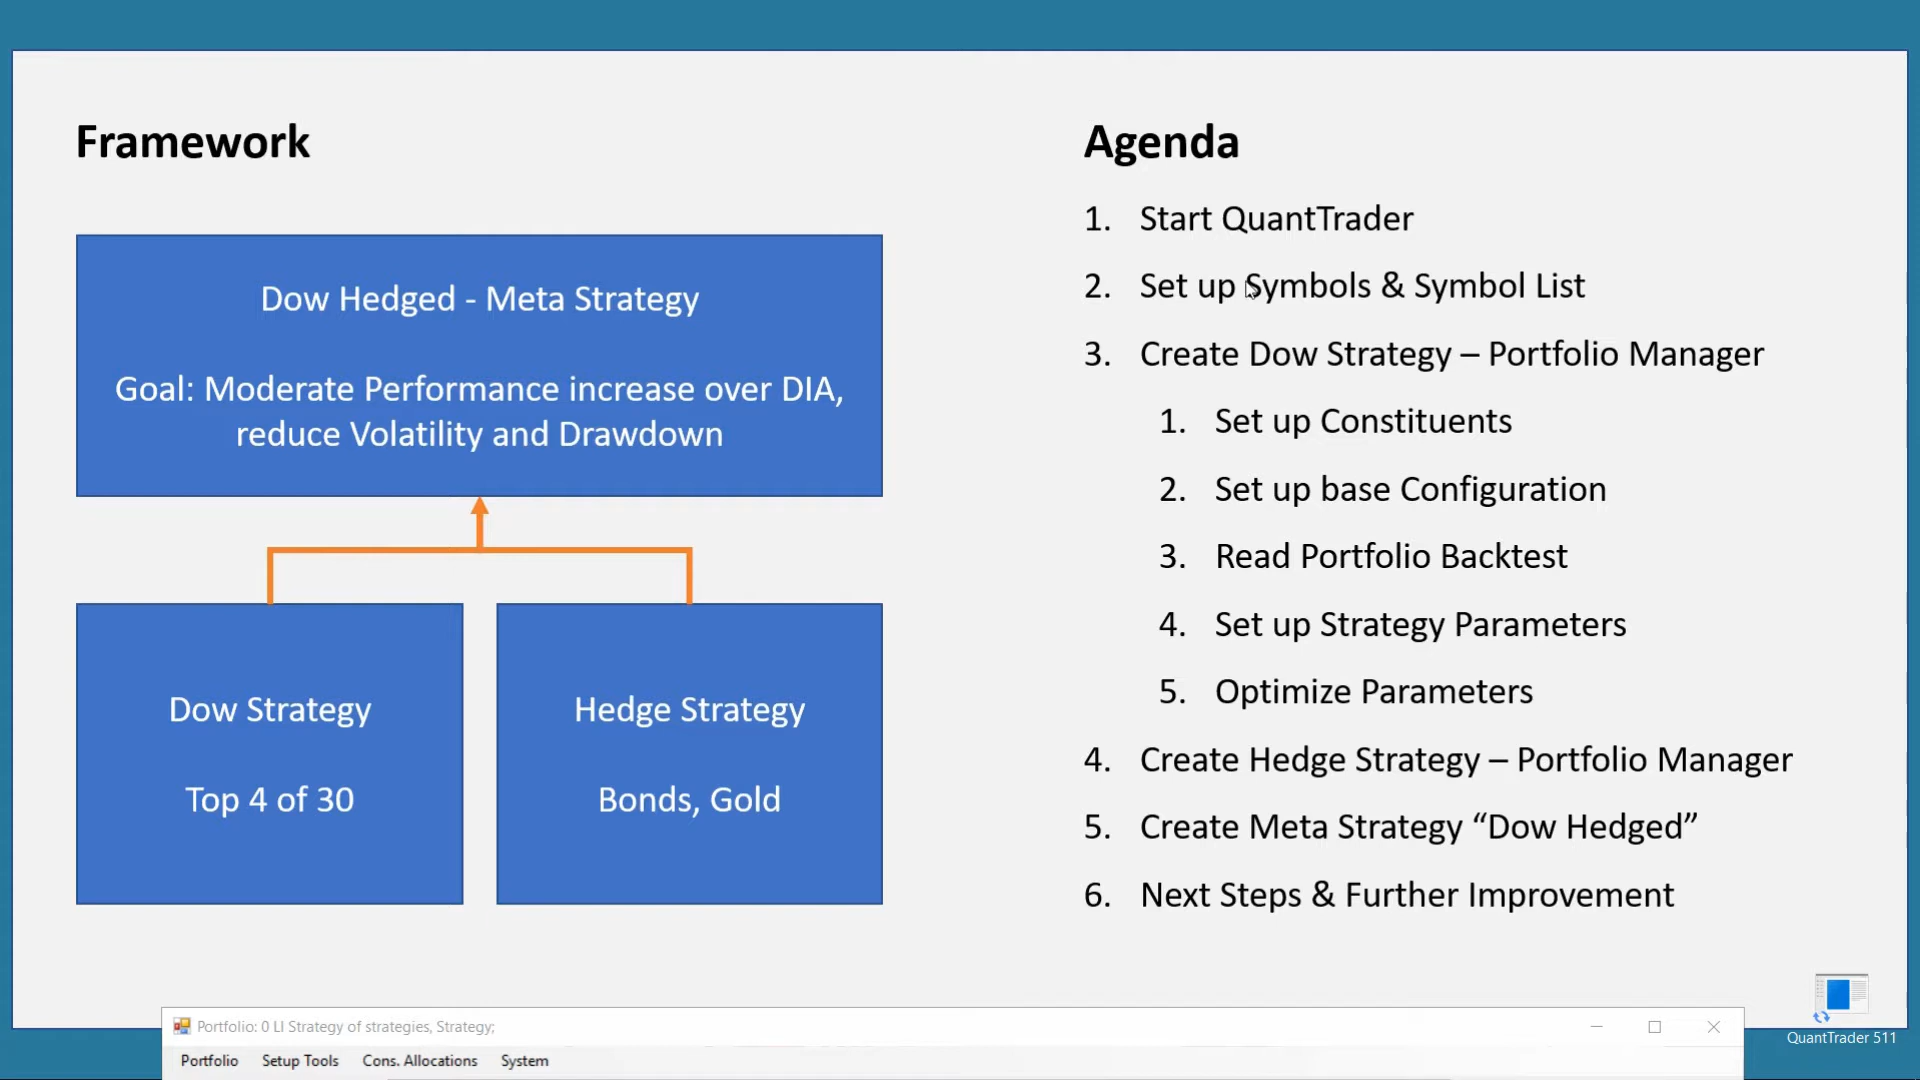 Framework
Dow Hedged - Meta Strategy
Goal: Moderate Performance increase over DIA,
reduce Volatility and Drawdown
Dow Strategy
Top 4 of 30
Hedge Strategy
Bonds, Gold
Agenda
1. Start QuantTrader
2. Set up Symbols & Symbol List
3. Create Dow Strategy – Portfolio Manager
1. Set up Constituents
2. Set up base Configuration
3. Read Portfolio Backtest
4. Set up Strategy Parameters
5. Optimize Parameters
4. Create Hedge Strategy – Portfolio Manager
5. Create Meta Strategy “Dow Hedged”
6. Next Steps & Further Improvement
QuantTrader 511
Portfolio: 0 LI Strategy of strategies, Strategy;
Portfolio Setup Tools Cons. Allocations System